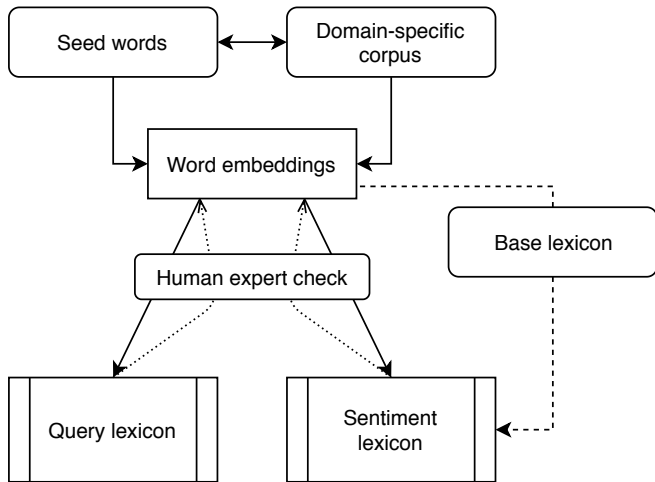 Seed words
Domain-specific
corpus
Word embeddings
Base lexicon
Human expert check
Query lexicon
Sentiment
lexicon